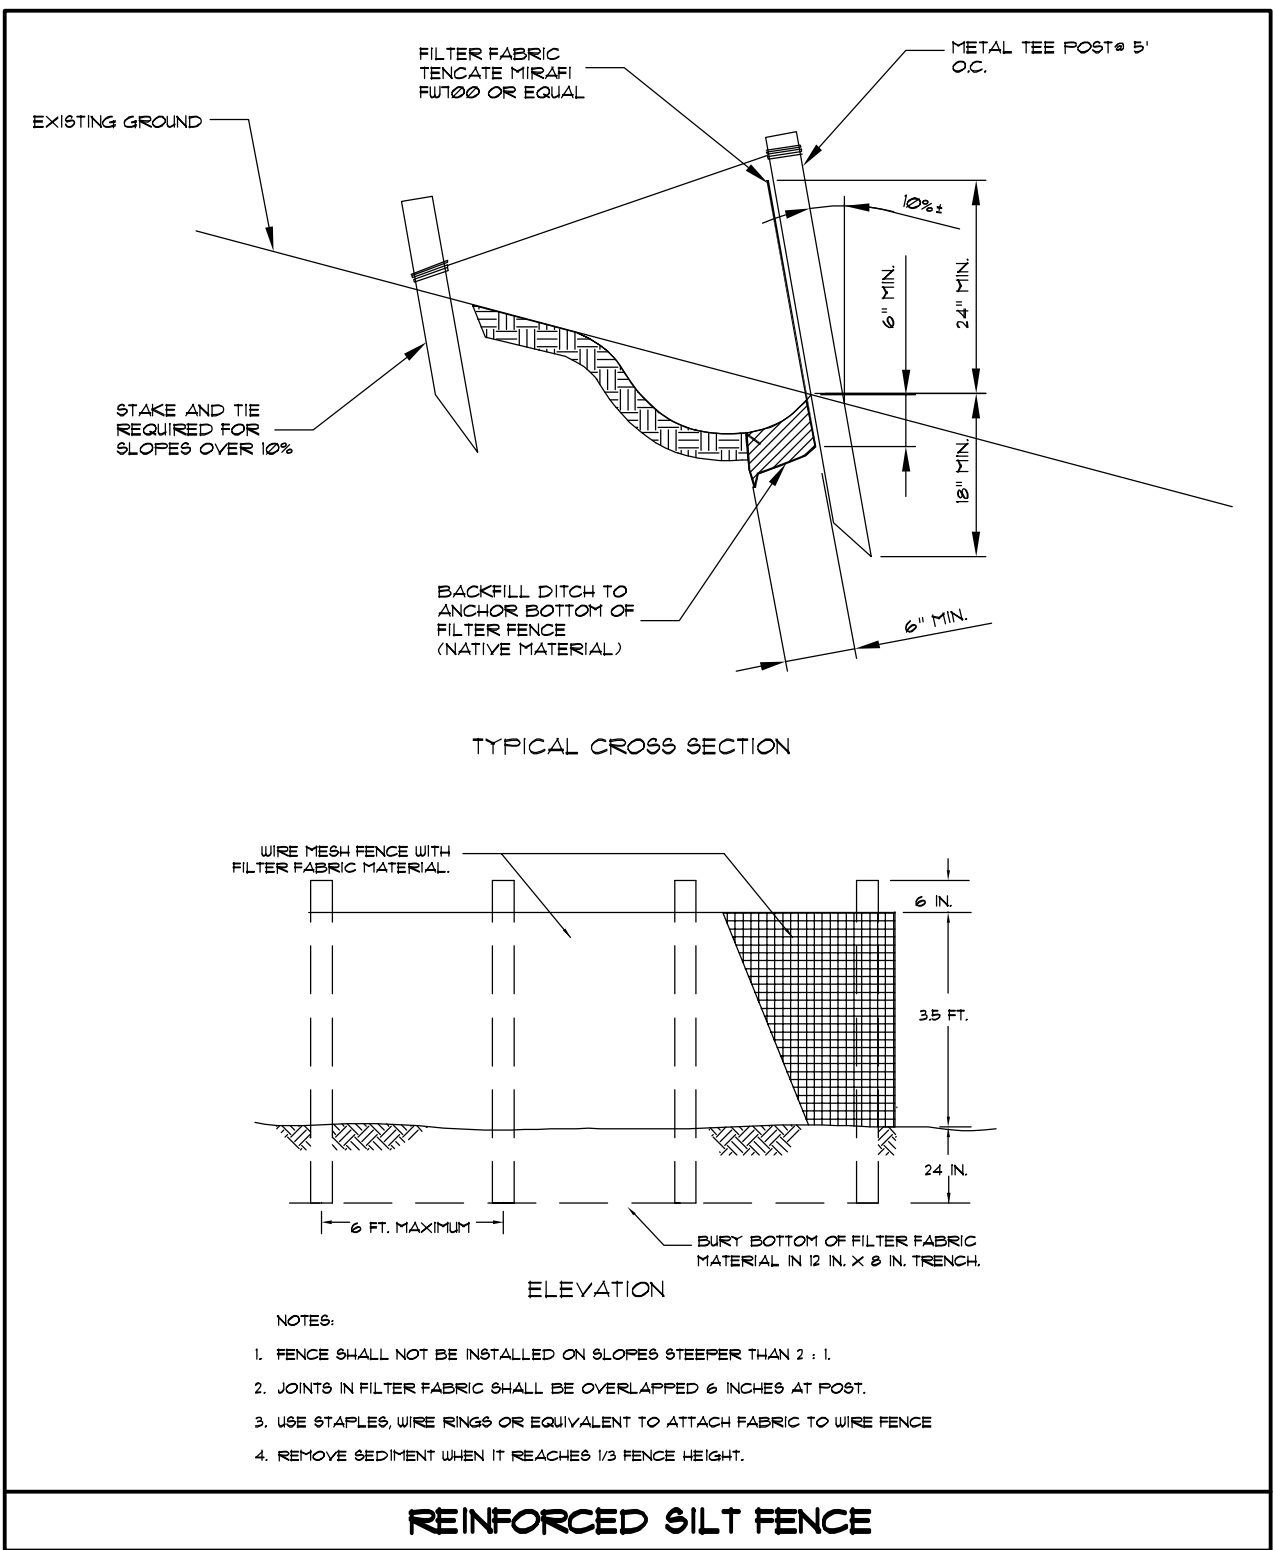 FILTER FABRIC
TENCATE MIRAFI
FW700 OR EQUAL
METAL TEE POST@ 5'
O.C.
EXISTING GROUND
10%±
6" MIN.
24" MIN.
STAKE AND TIE
REQUIRED FOR
SLOPES OVER 10%
18" MIN.
BACKFILL DITCH TO
ANCHOR BOTTOM OF
FILTER FENCE
(NATIVE MATERIAL)
6" MIN.
TYPICAL CROSS SECTION
WIRE MESH FENCE WITH
FILTER FABRIC MATERIAL.
6 IN.
3.5 FT.
24 IN.
6 FT. MAXIMUM
BURY BOTTOM OF FILTER FABRIC
MATERIAL IN 12 IN. X 8 IN. TRENCH.
ELEVATION
NOTES:
1. FENCE SHALL NOT BE INSTALLED ON SLOPES STEEPER THAN 2 : 1.
2. JOINTS IN FILTER FABRIC SHALL BE OVERLAPPED 6 INCHES AT POST.
3. USE STAPLES, WIRE RINGS OR EQUIVALENT TO ATTACH FABRIC TO WIRE FENCE
4. REMOVE SEDIMENT WHEN IT REACHES 1/3 FENCE HEIGHT.
REINFORCED SILT FENCE